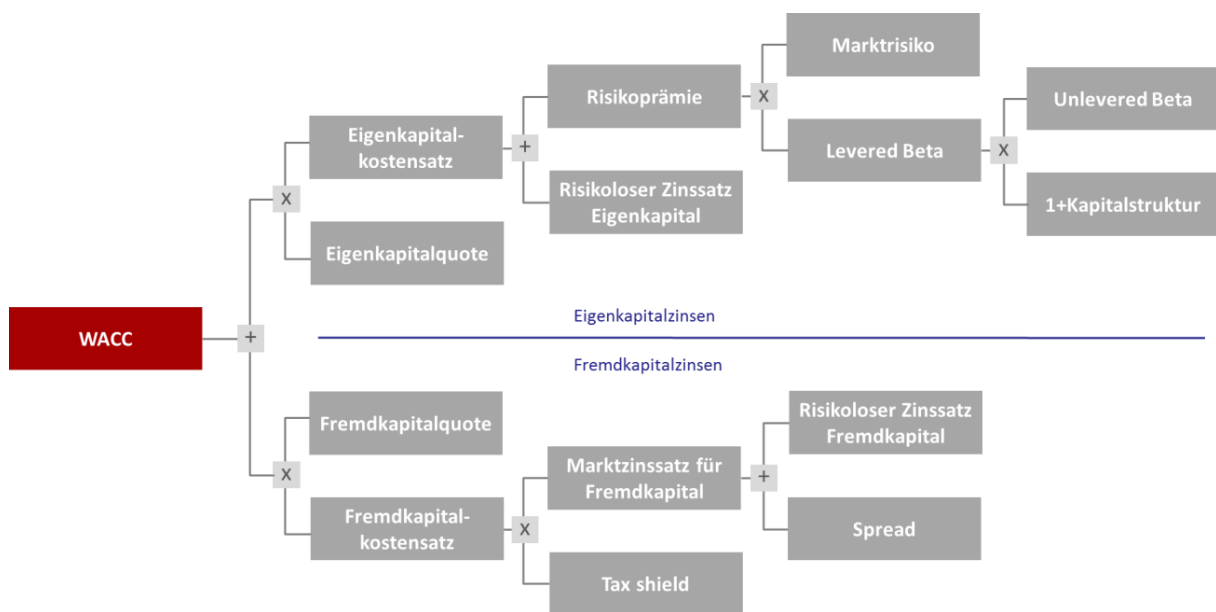 Marktrisiko
Risikoprämie
x
Unlevered Beta
Eigenkapital-
kostensatz
+
Levered Beta
x
x
Risikoloser Zinssatz
Eigenkapital
1+Kapitalstruktur
Eigenkapitalquote
Eigenkapitalzinsen
WACC
+
Fremdkapitalzinsen
Fremdkapitalquote
Risikoloser Zinssatz
Fremdkapital
x
Marktzinssatz für
Fremdkapital
+
Fremdkapital-
kostensatz
x
Spread
Tax shield